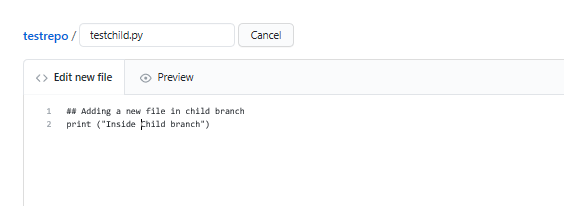 testrepo / testchild.py Cancel
<> Edit new file Preview
1 ## Adding a new file in child branch
2 print ("Inside Child branch")